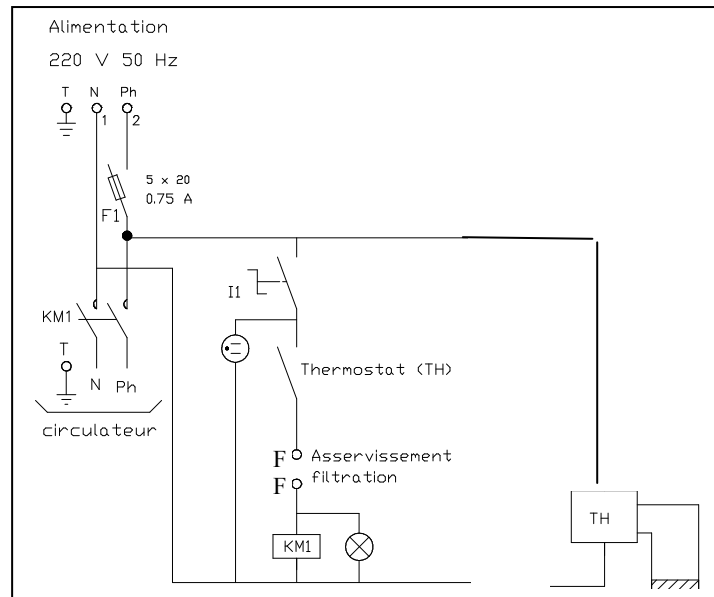 Alimentation
220 V 50 Hz
T N Ph
1 2
5 x 20
0.75 A
F1
I1
KM1
T
N Ph
circulateur
Thermostat (TH)
F Asservissement
F filtration
KM1
TH